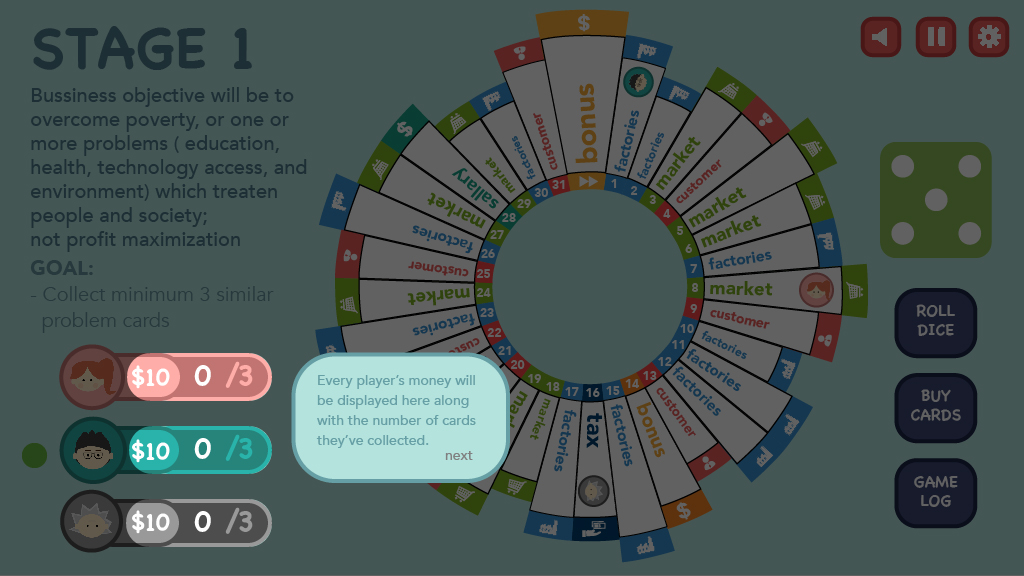 STAGE 1
Bussiness objective will be to
overcome poverty, or one or
more problems ( education,
health, technology access, and
environment) which treaten
people and society;
not profit maximization
GOAL:
- Collect minimum 3 similar
problem cards
$10 0 /3
$10 0 /3
$10 0 /3
Every player's money will
be displayed here along
with the number of cards
they've collected.
next
$
bonus
factories 1
factories 2
market 3
customer 4
market 5
market 6
factories 7
market 8
customer 9
factories 10
factories 11
factories 12
customer 13
bonus 14
$
factories 15
tax 16
factories 17
market 18
market 19
20
custo 21
customer 22
factories 23
market 24
customer 25
factories 26
market 27
sallary 28
$
market 29
factories 30
customer 31
ROLL
DICE
BUY
CARDS
GAME
LOG